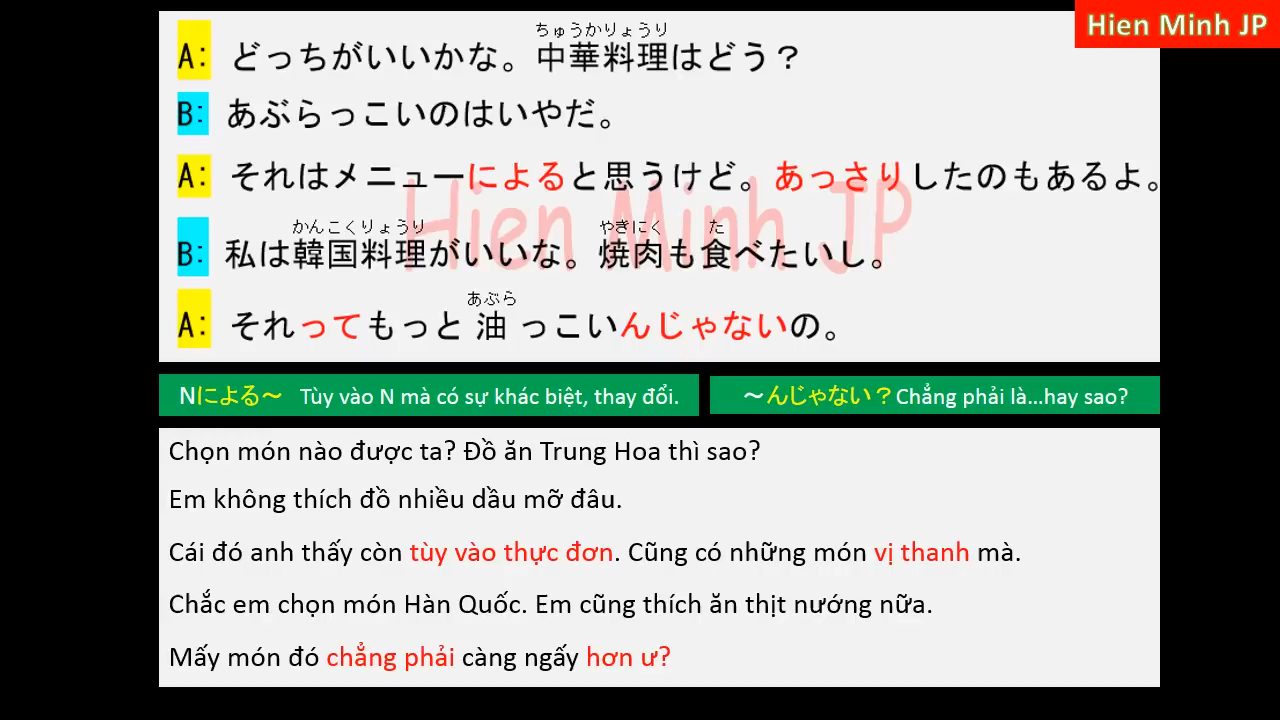 Hien Minh JP
ちゅうかりょうり
A: どっちがいいかな。中華料理はどう？
B: あぶらっこいのはいやだ。
A: それはメニューによると思うけど。あっさりしたのもあるよ。
Hien Minh JP
かんこくりょうり やきにく た
B: 私は韓国料理がいいな。焼肉も食べたいし。
あぶら
A: それってもっと油っこいんじゃないの。
Nによる〜 Tùy vào N mà có sự khác biệt, thay đổi.
〜んじゃない？Chẳng phải là...hay sao?
Chọn món nào được ta? Đồ ăn Trung Hoa thì sao?
Em không thích đồ nhiều dầu mỡ đâu.
Cái đó anh thấy còn tùy vào thực đơn. Cũng có những món vị thanh mà.
Chắc em chọn món Hàn Quốc. Em cũng thích ăn thịt nướng nữa.
Mấy món đó chẳng phải càng ngấy hơn ư?